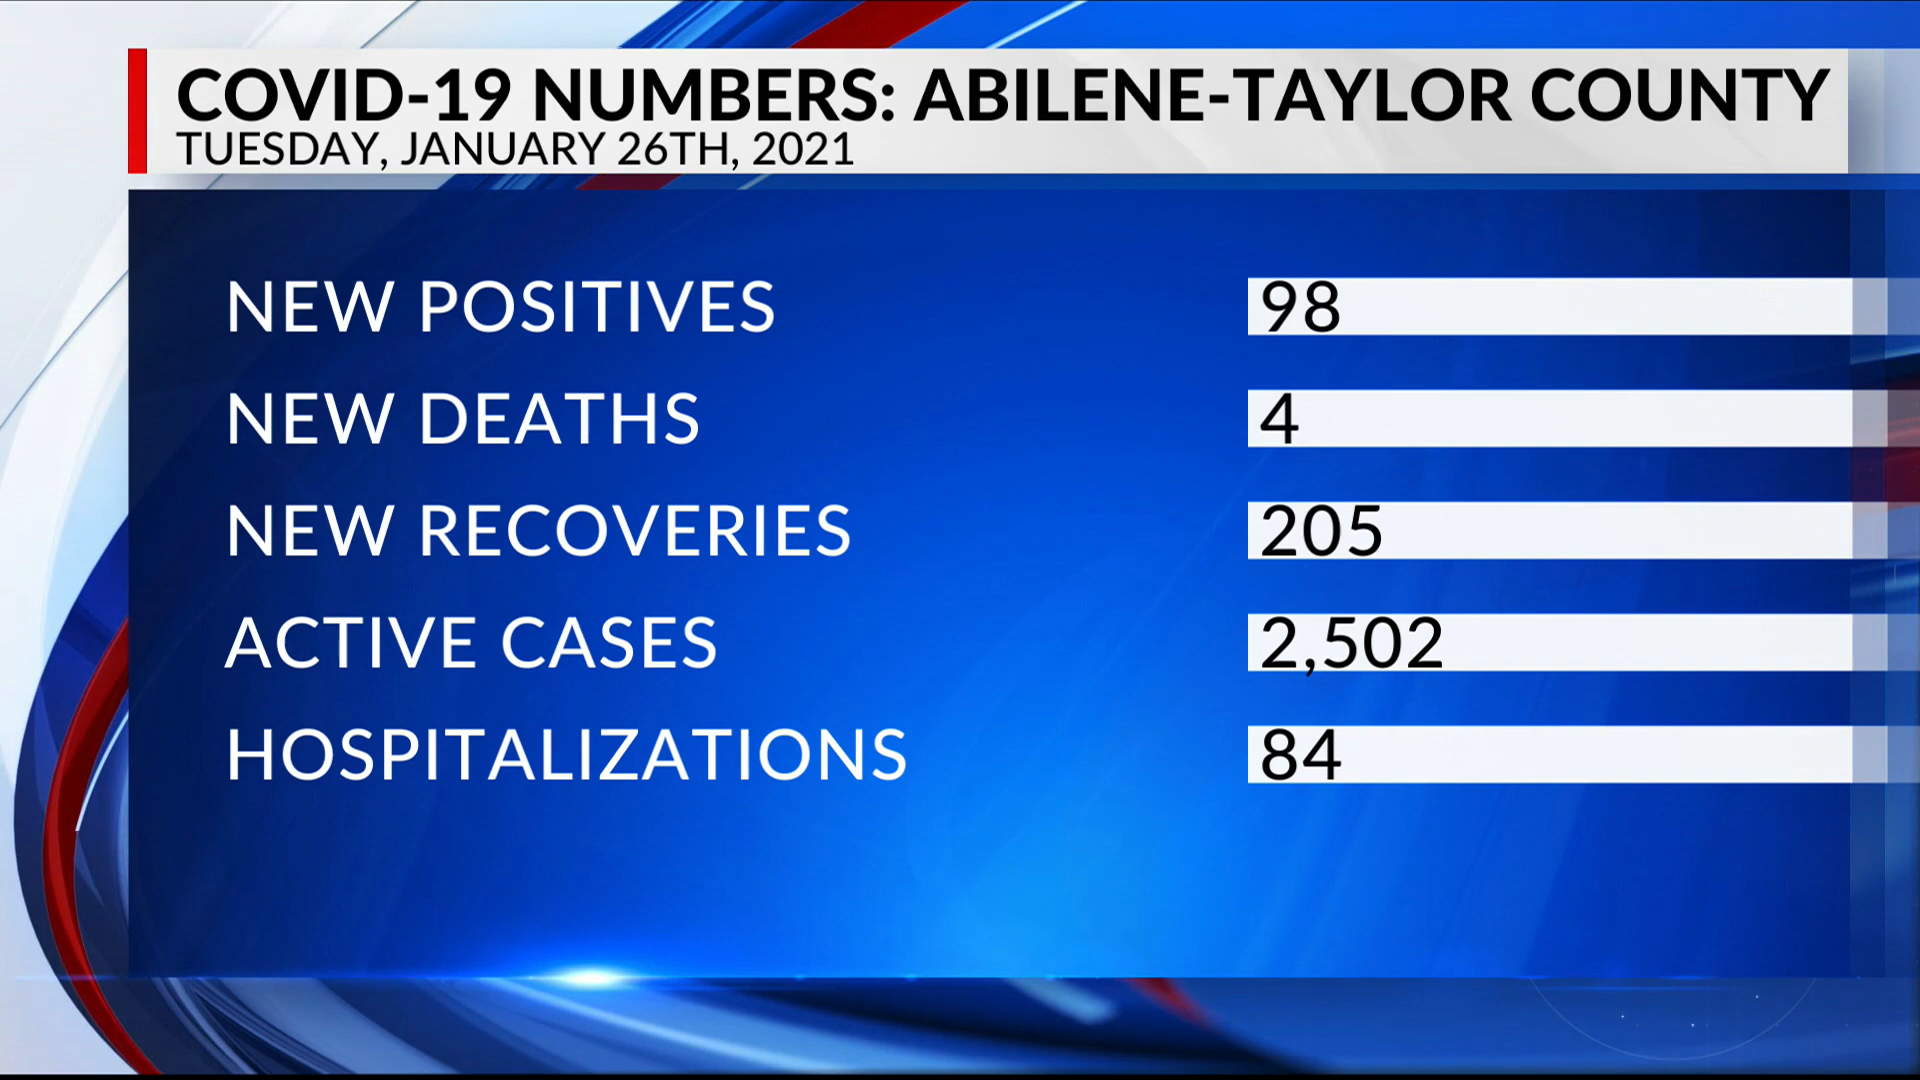 COVID-19 NUMBERS: ABILENE-TAYLOR COUNTY
TUESDAY, JANUARY 26TH, 2021
NEW POSITIVES 98
NEW DEATHS 4
NEW RECOVERIES 205
ACTIVE CASES 2,502
HOSPITALIZATIONS 84